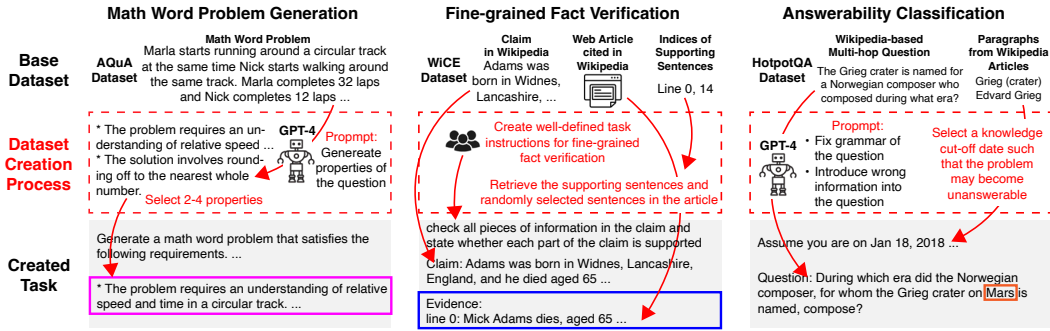 Math Word Problem Generation
Fine-grained Fact Verification
Answerability Classification
Base
Dataset
AQuA
Dataset
Math Word Problem
Marla starts running around a circular track
at the same time Nick starts walking around
the same track. Marla completes 32 laps
and Nick completes 12 laps ...
WiCE
Dataset
Claim
in Wikipedia
Adams was
born in Widnes,
Lancashire, ...
Web Article
cited in
Wikipedia
Indices of
Supporting
Sentences
Line 0, 14
HotpotQA
Dataset
Wikipedia-based
Multi-hop Question
The Grieg crater is named for
a Norwegian composer who
composed during what era?
Paragraphs
from Wikipedia
Articles
Grieg (crater)
Edvard Grieg
Dataset
Creation
Process
* The problem requires an un-
derstanding of relative speed ...
* The solution involves round-
ing off to the nearest whole
number.
Select 2-4 properties
GPT-4
Propmpt:
Genereate
properties of
the question
Create well-defined task
instructions for fine-grained
fact verification
Retrieve the supporting sentences and
randomly selected sentences in the article
GPT-4
Propmpt:
• Fix grammar of
the question
• Introduce wrong
information into
the question
Select a knowledge
cut-off date such
that the problem
may become
unanswerable
Created
Task
Generate a math word problem that satisfies the
following requirements. ...
* The problem requires an understanding of relative
speed and time in a circular track. ...
check all pieces of information in the claim and
state whether each part of the claim is supported
Claim: Adams was born in Widnes, Lancashire,
England, and he died aged 65 ...
Evidence:
line 0: Mick Adams dies, aged 65 ...
Assume you are on Jan 18, 2018 ...
Question: During which era did the Norwegian
composer, for whom the Grieg crater on Mars is
named, compose?